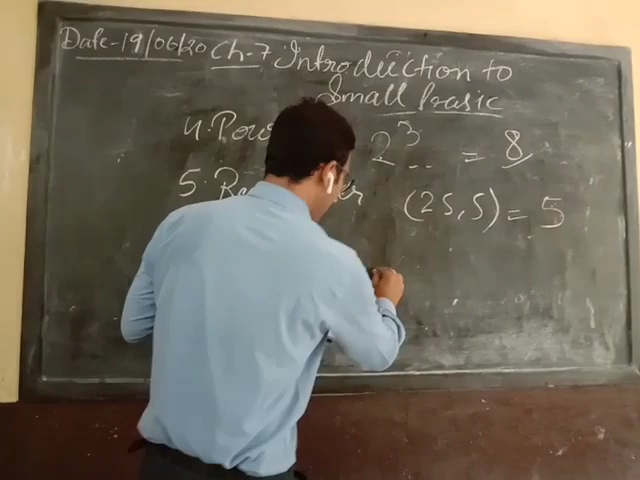 Date-19/06/20 Ch-7 Introduction to
Small Basic
4. Pow 2³ = 8
5. Re er (25,5) = 5